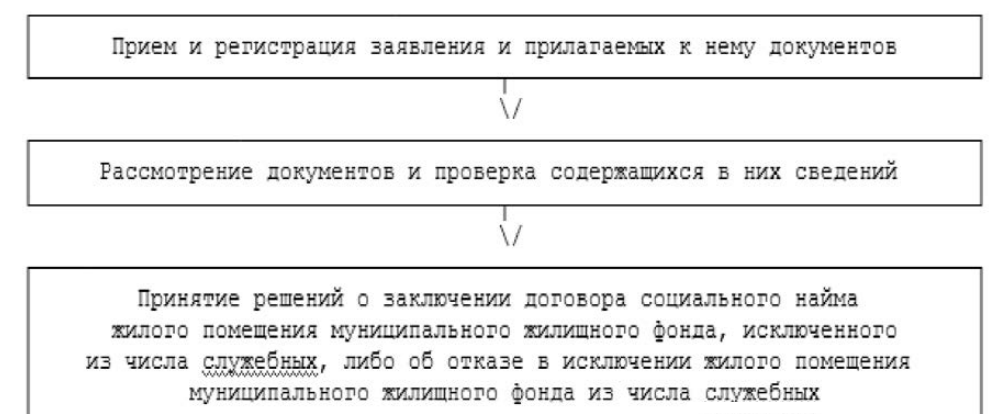 Прием и регистрация заявления и прилагаемых к нему документов
Рассмотрение документов и проверка содержащихся в них сведений
Принятие решений о заключении договора социального найма
жилого помещения муниципального жилищного фонда, исключенного
из числа служебных, либо об отказе в исключении жилого помещения
муниципального жилищного фонда из числа служебных